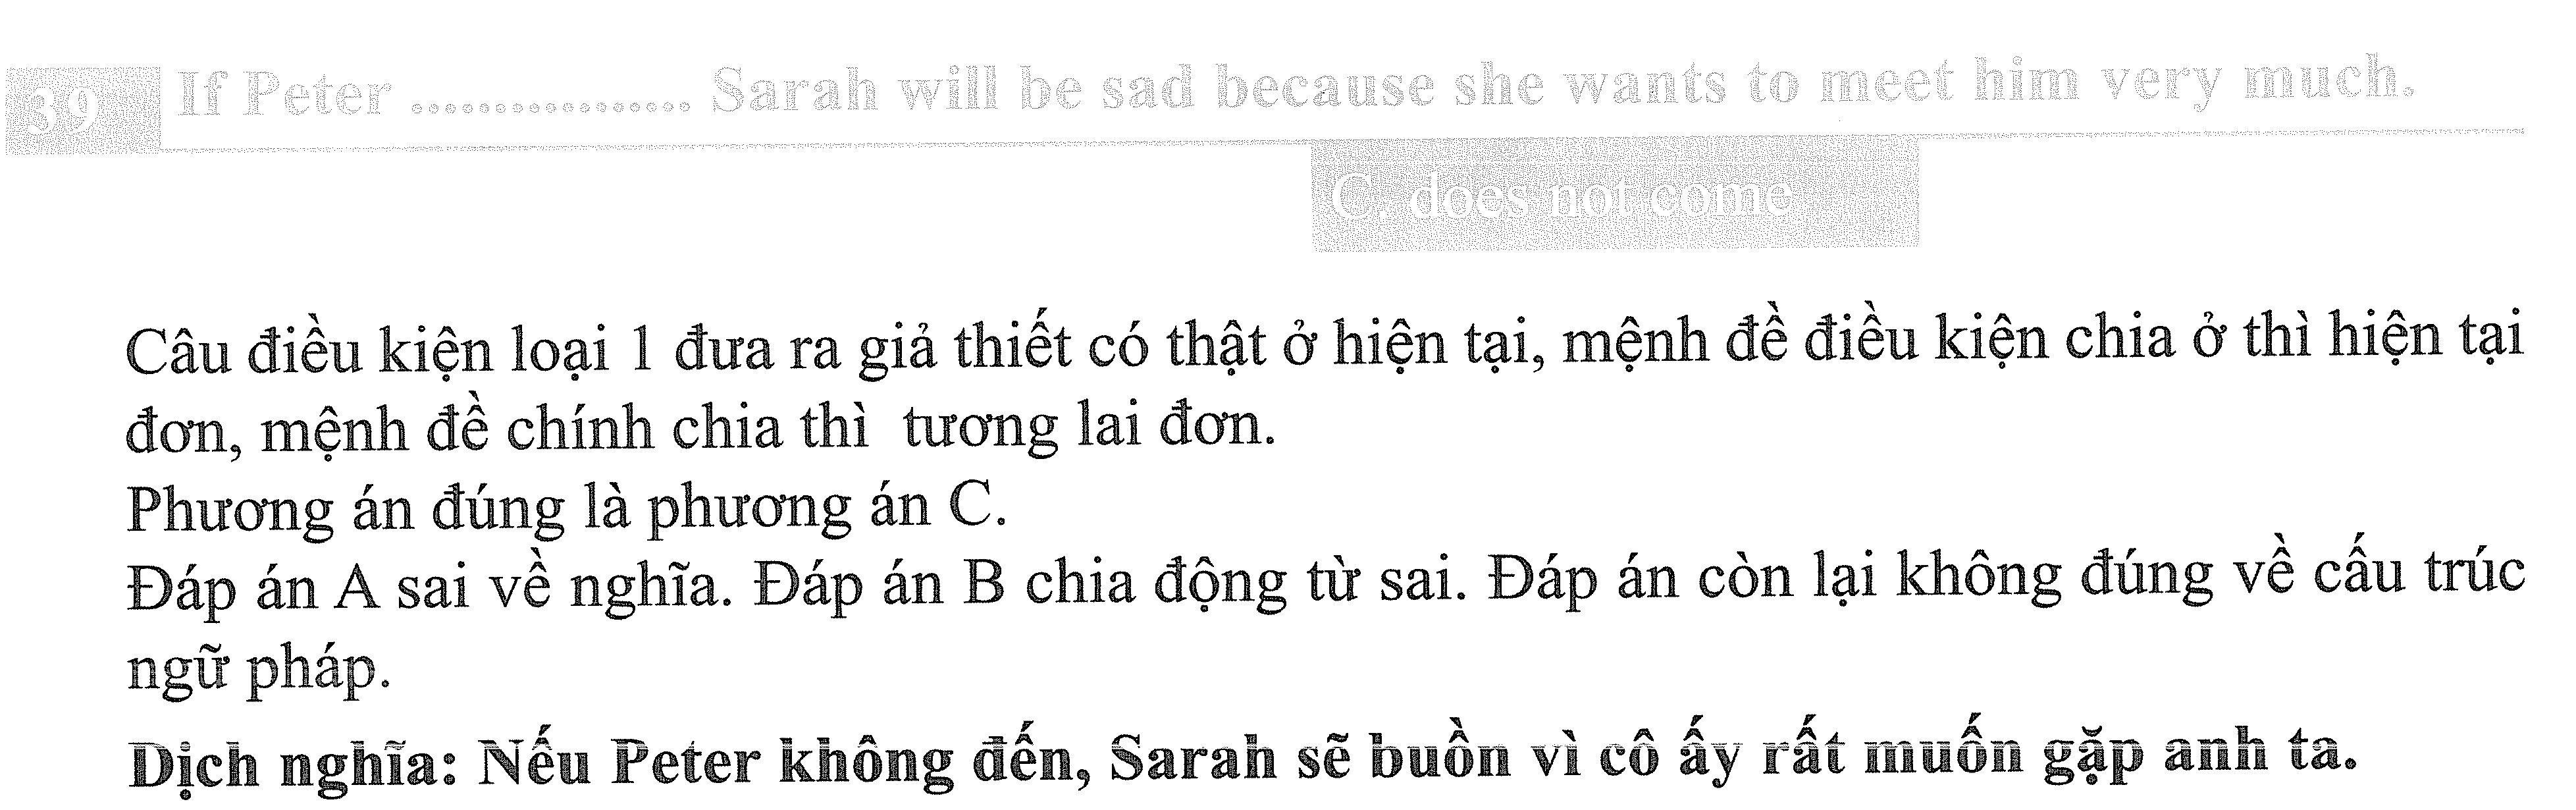 39 If Peter ................. Sarah will be sad because she wants to meet him very much.
C. does not come
Câu điều kiện loại 1 đưa ra giả thiết có thật ở hiện tại, mệnh đề điều kiện chia ở thì hiện tại
đơn, mệnh đề chính chia thì tương lai đơn.
Phương án đúng là phương án C.
Đáp án A sai về nghĩa. Đáp án B chia động từ sai. Đáp án còn lại không đúng về cấu trúc
ngữ pháp.
Dịch nghĩa: Nếu Peter không đến, Sarah sẽ buồn vì cô ấy rất muốn gặp anh ta.